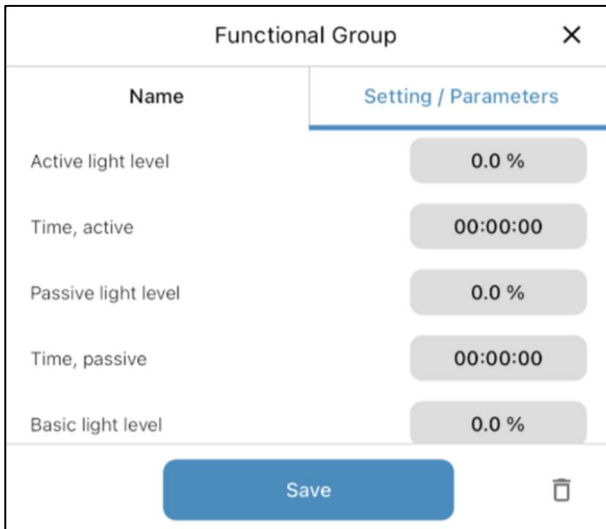 Functional Group
Name Setting / Parameters
Active light level 0.0 %
Time, active 00:00:00
Passive light level 0.0 %
Time, passive 00:00:00
Basic light level 0.0 %
Save